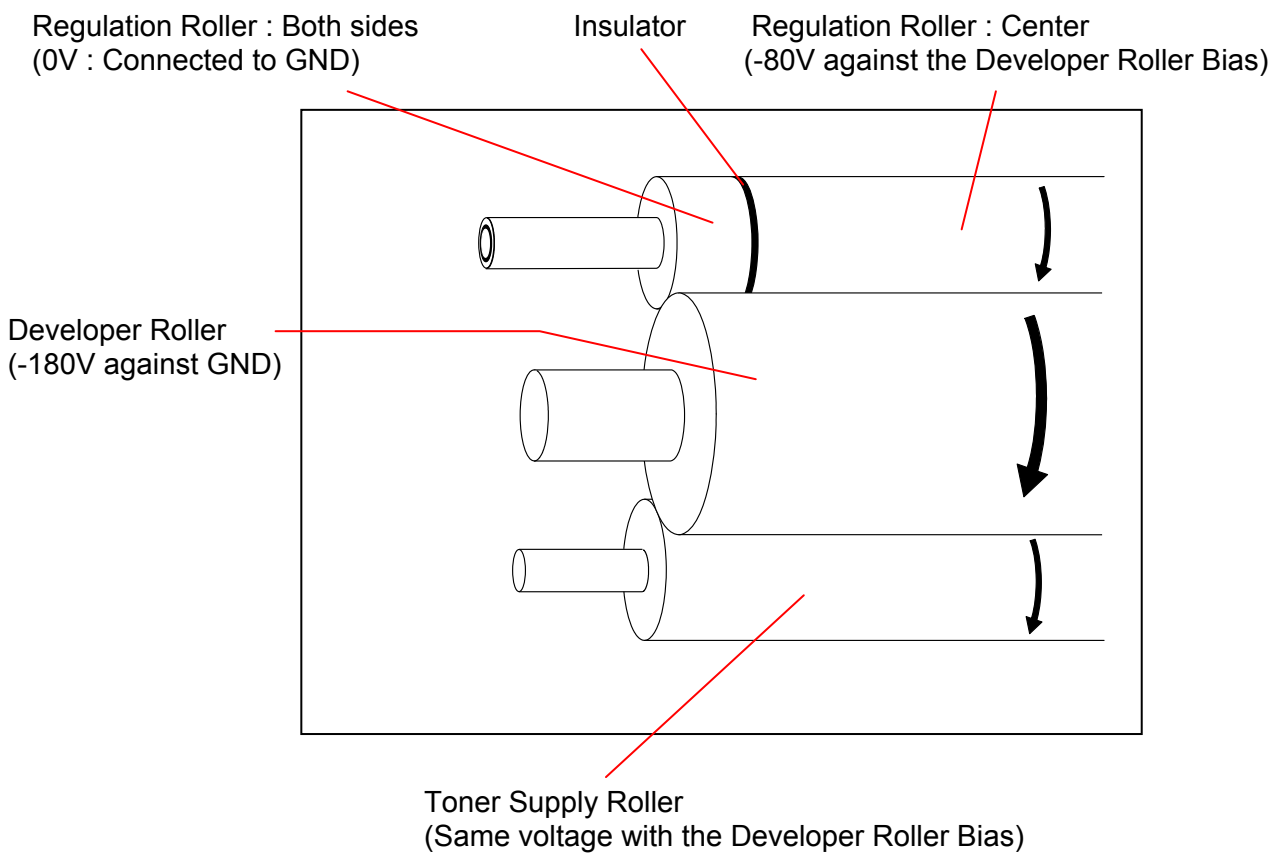 Regulation Roller : Both sides
(0V : Connected to GND)
Insulator
Regulation Roller : Center
(-80V against the Developer Roller Bias)
Developer Roller
(-180V against GND)
Toner Supply Roller
(Same voltage with the Developer Roller Bias)